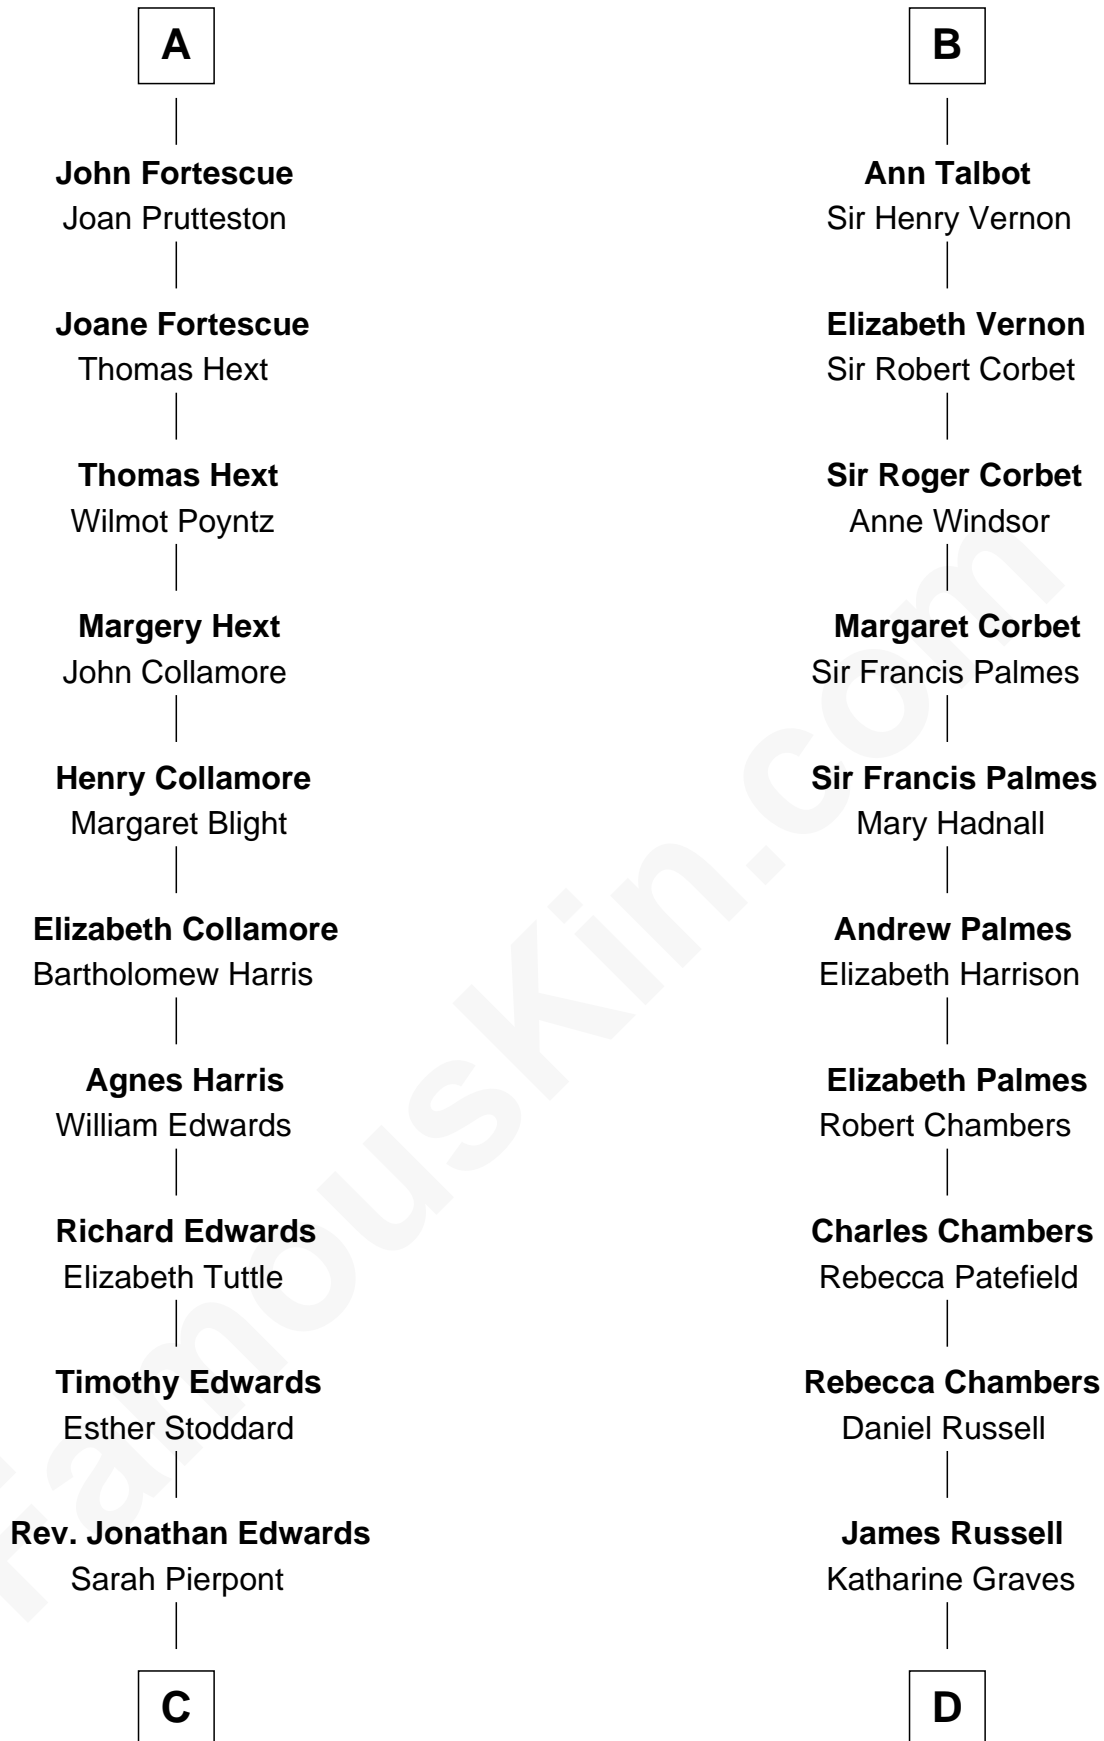 A
John Fortescue
Joan Prutteston
Joane Fortescue
Thomas Hext
Thomas Hext
Wilmot Poyntz
Margery Hext
John Collamore
Henry Collamore
Margaret Blight
Elizabeth Collamore
Bartholomew Harris
Agnes Harris
William Edwards
Richard Edwards
Elizabeth Tuttle
Timothy Edwards
Esther Stoddard
Rev. Jonathan Edwards
Sarah Pierpont
C
B
Ann Talbot
Sir Henry Vernon
Elizabeth Vernon
Sir Robert Corbet
Sir Roger Corbet
Anne Windsor
Margaret Corbet
Sir Francis Palmes
Sir Francis Palmes
Mary Hadnall
Andrew Palmes
Elizabeth Harrison
Elizabeth Palmes
Robert Chambers
Charles Chambers
Rebecca Patefield
Rebecca Chambers
Daniel Russell
James Russell
Katharine Graves
D
FamousKin.com